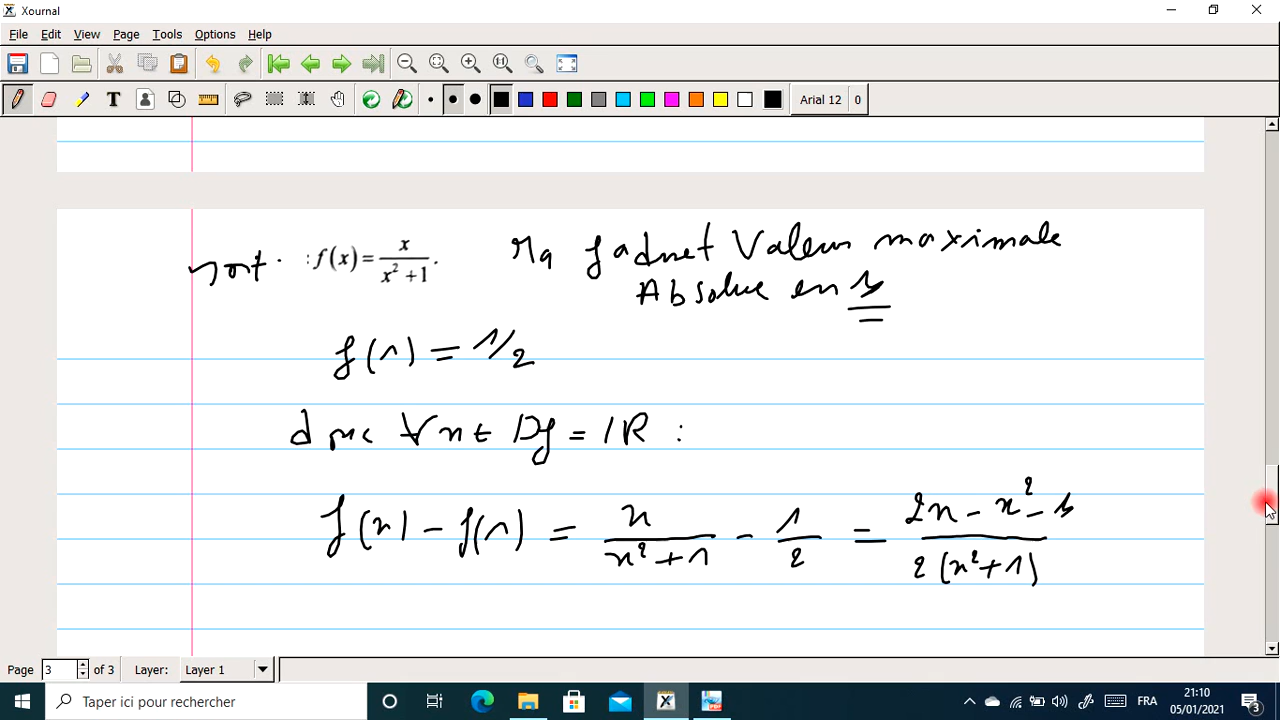 Xournal
File Edit View Page Tools Options Help
Arial 12 0
soit : f(x) = x / (x² + 1) . Mq f admet Valeur maximale
Absolue en 1
f(1) = 1/2
donc ∀x ∈ Df = IR :
f(x) - f(1) = x / (x² + 1) - 1 / 2 = (2x - x² - 1) / 2(x² + 1)
Page 3 of 3 Layer: Layer 1
Taper ici pour rechercher FRA 21:10
05/01/2021 3